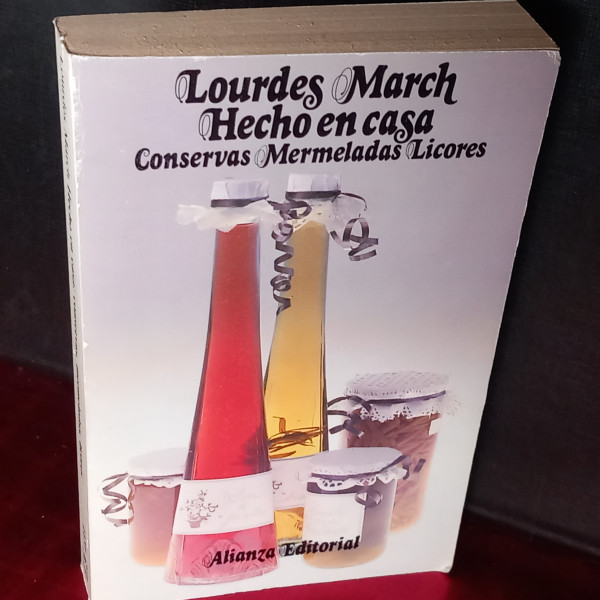 Lourdes March
Hecho en casa
Conservas Mermeladas Licores
Alianza Editorial